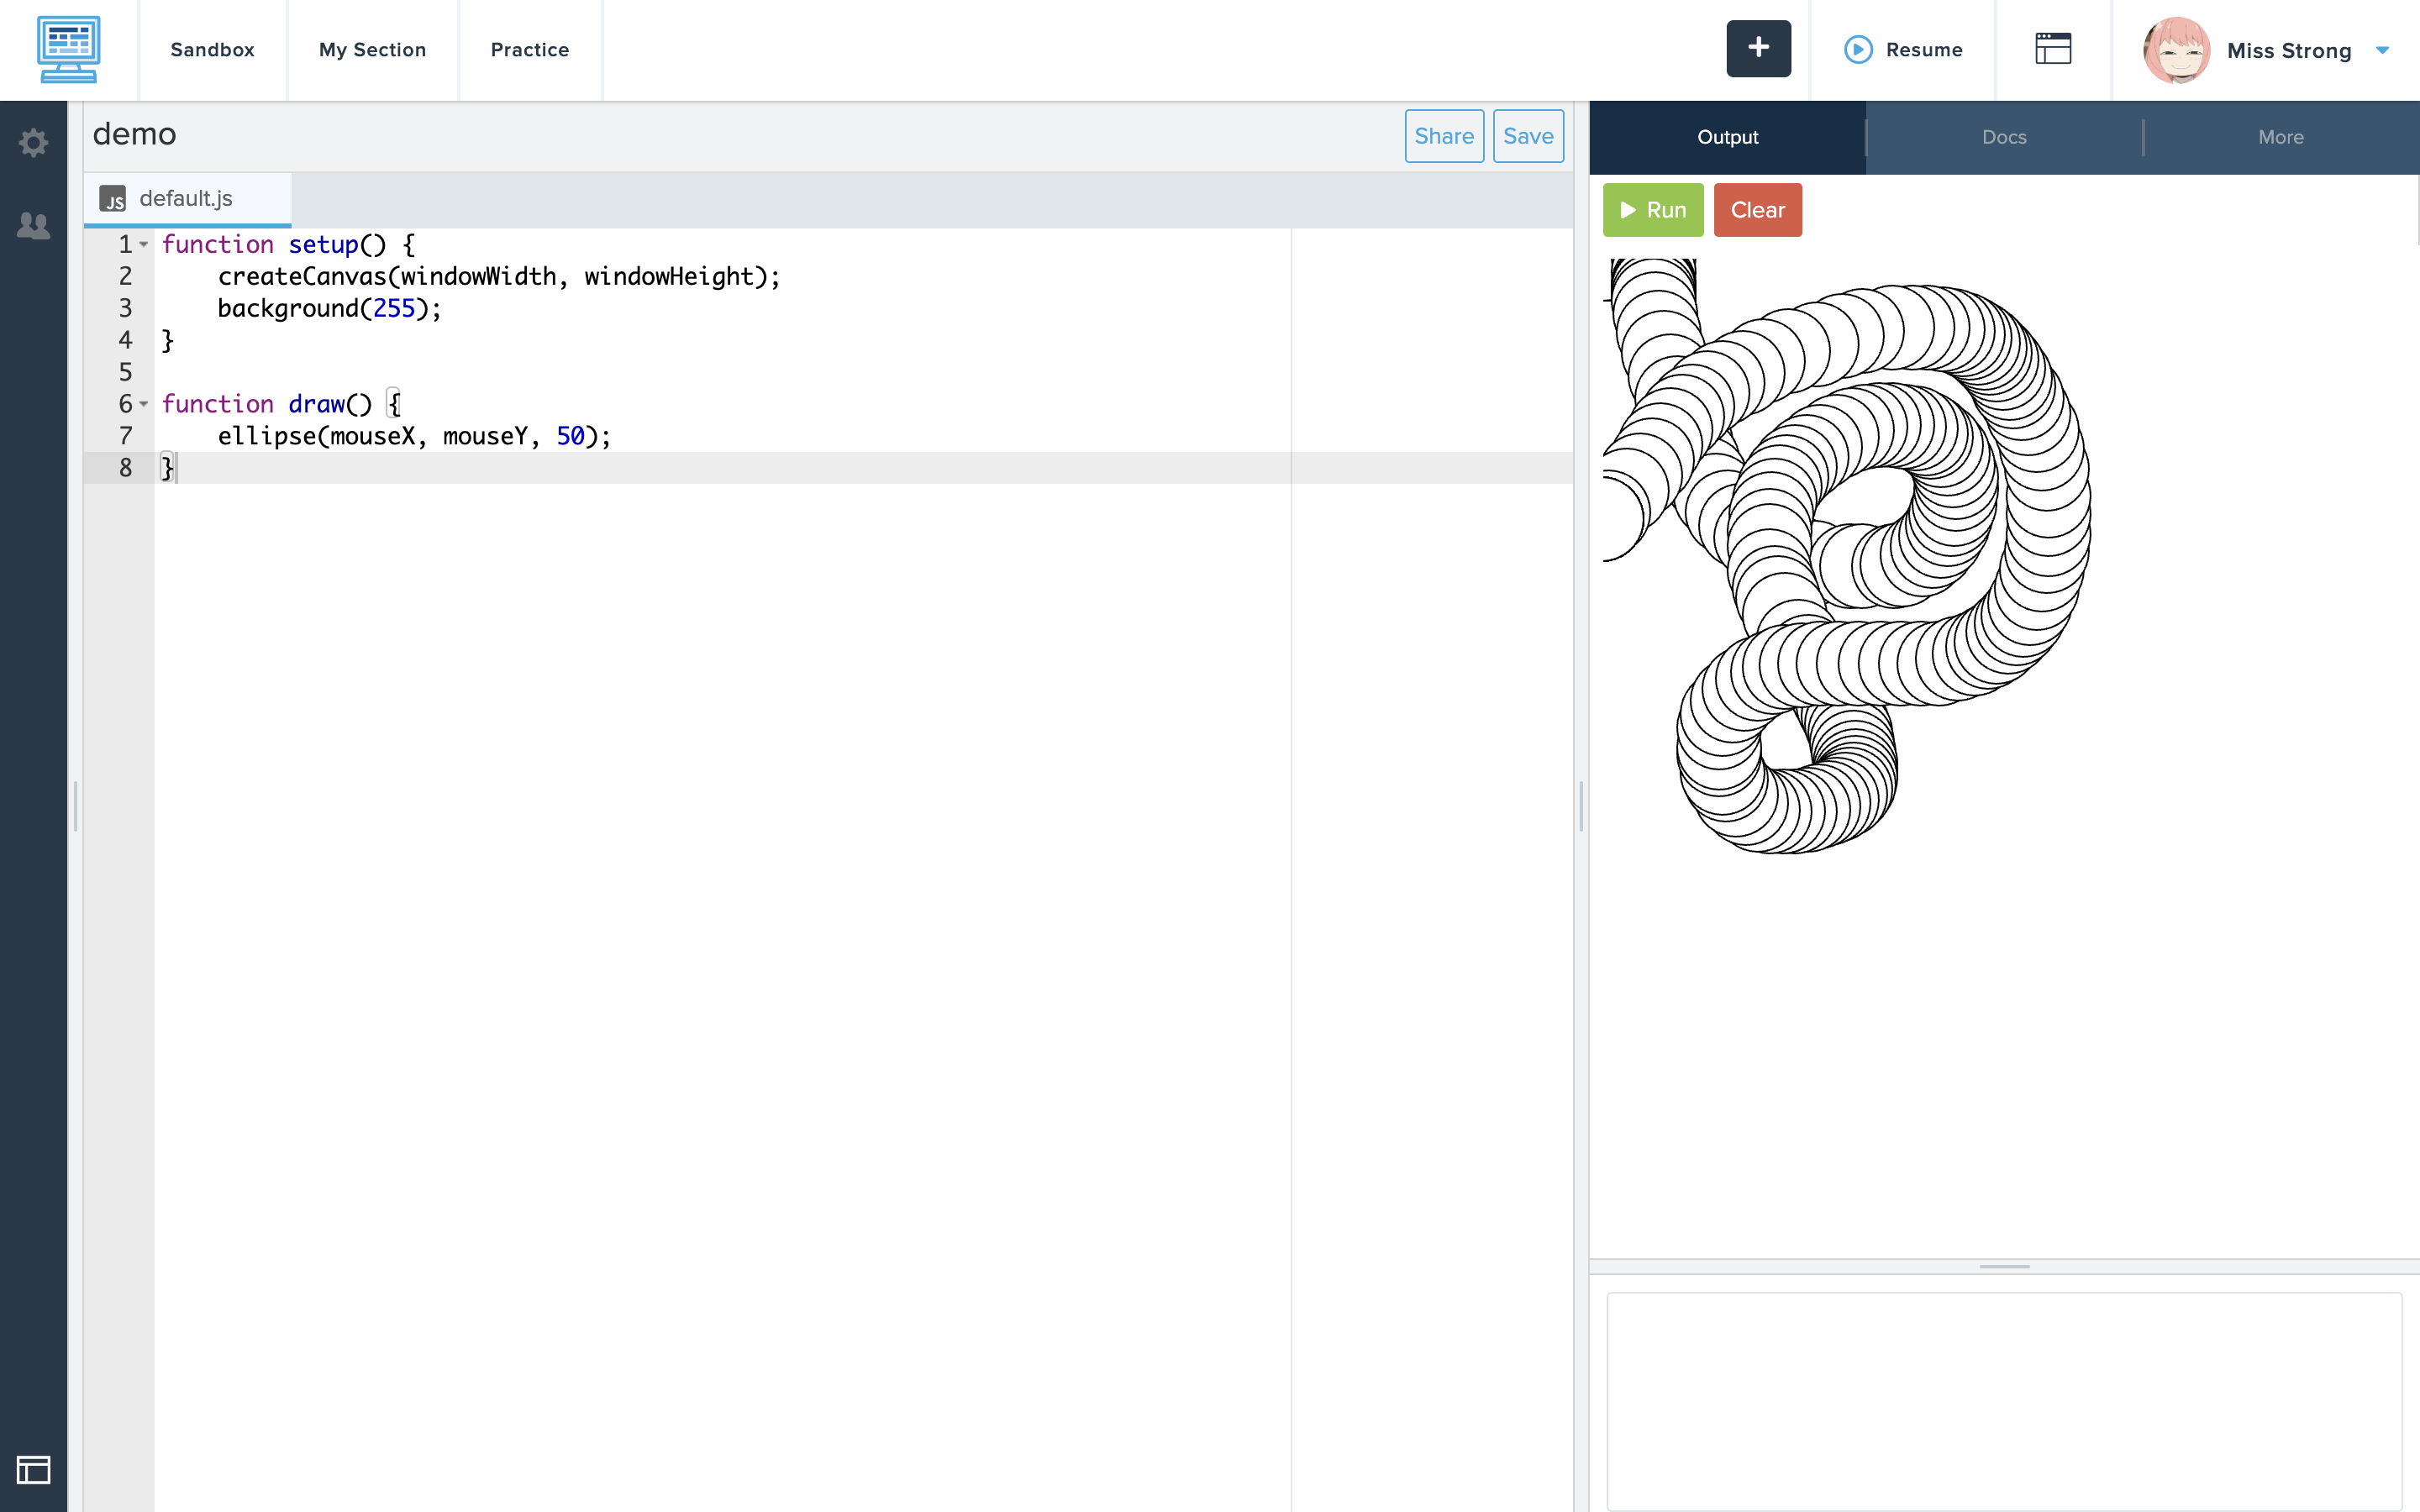 Sandbox My Section Practice + Resume Miss Strong
demo Share Save
Output Docs More
JS default.js
Run Clear
1 function setup() {
2     createCanvas(windowWidth, windowHeight);
3     background(255);
4 }
5
6 function draw() {
7     ellipse(mouseX, mouseY, 50);
8 }